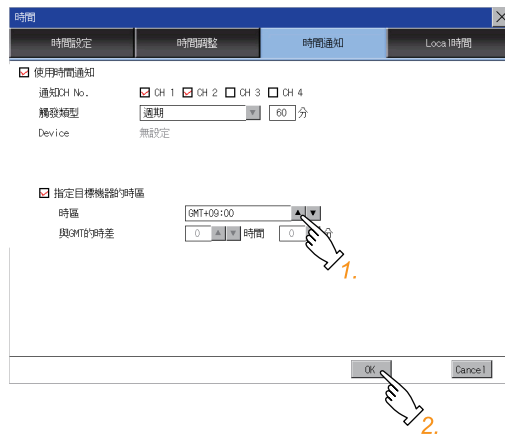 時間
時間設定 時間調整 時間通知 Local時間
使用時間通知
通知CH No. CH 1 CH 2 CH 3 CH 4
觸發類型 週期 60 分
Device 無設定
指定目標機器的時區
時區 GMT+09:00
與GMT的時差 0 時間 0 分
1.
OK Cancel
2.